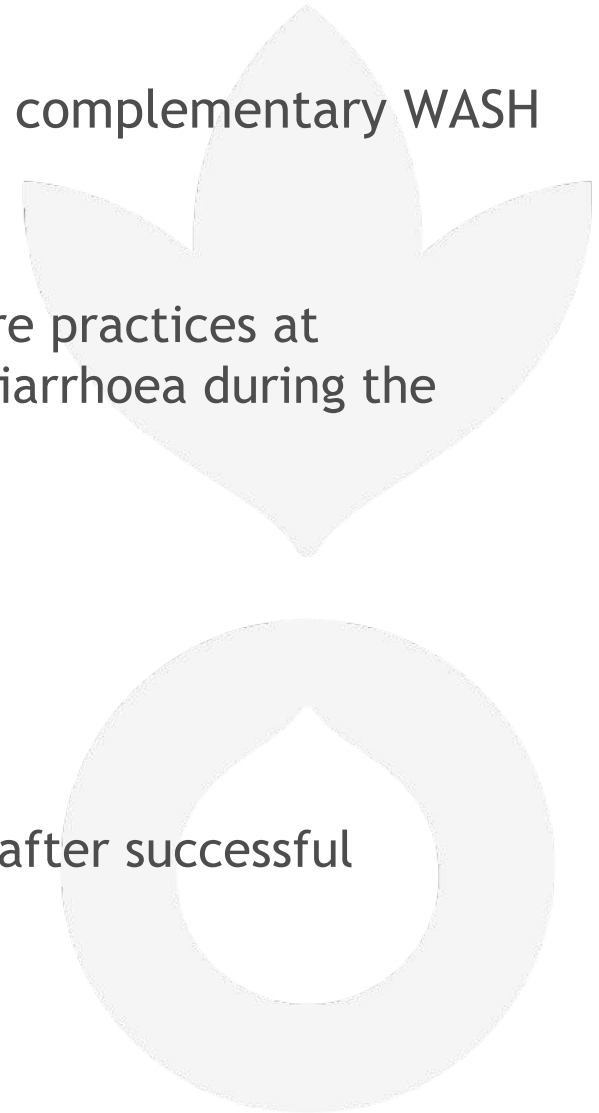 complementary WASH
re practices at
iarrhoea during the
after successful